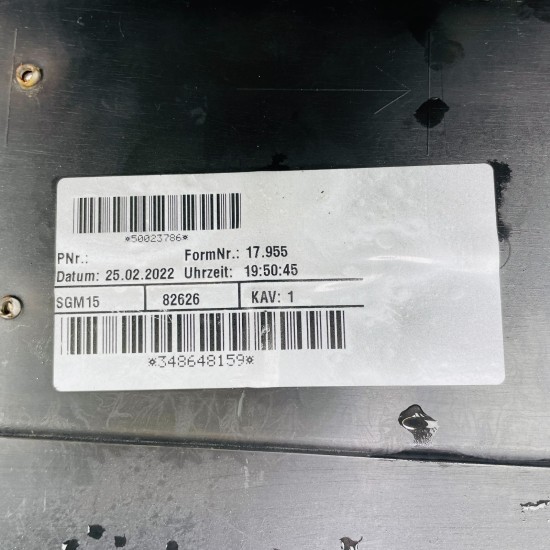 *50023786*
PNr.: FormNr.: 17.955
Datum: 25.02.2022 Uhrzeit: 19:50:45
SGM15 82626 KAV: 1
*348648159*